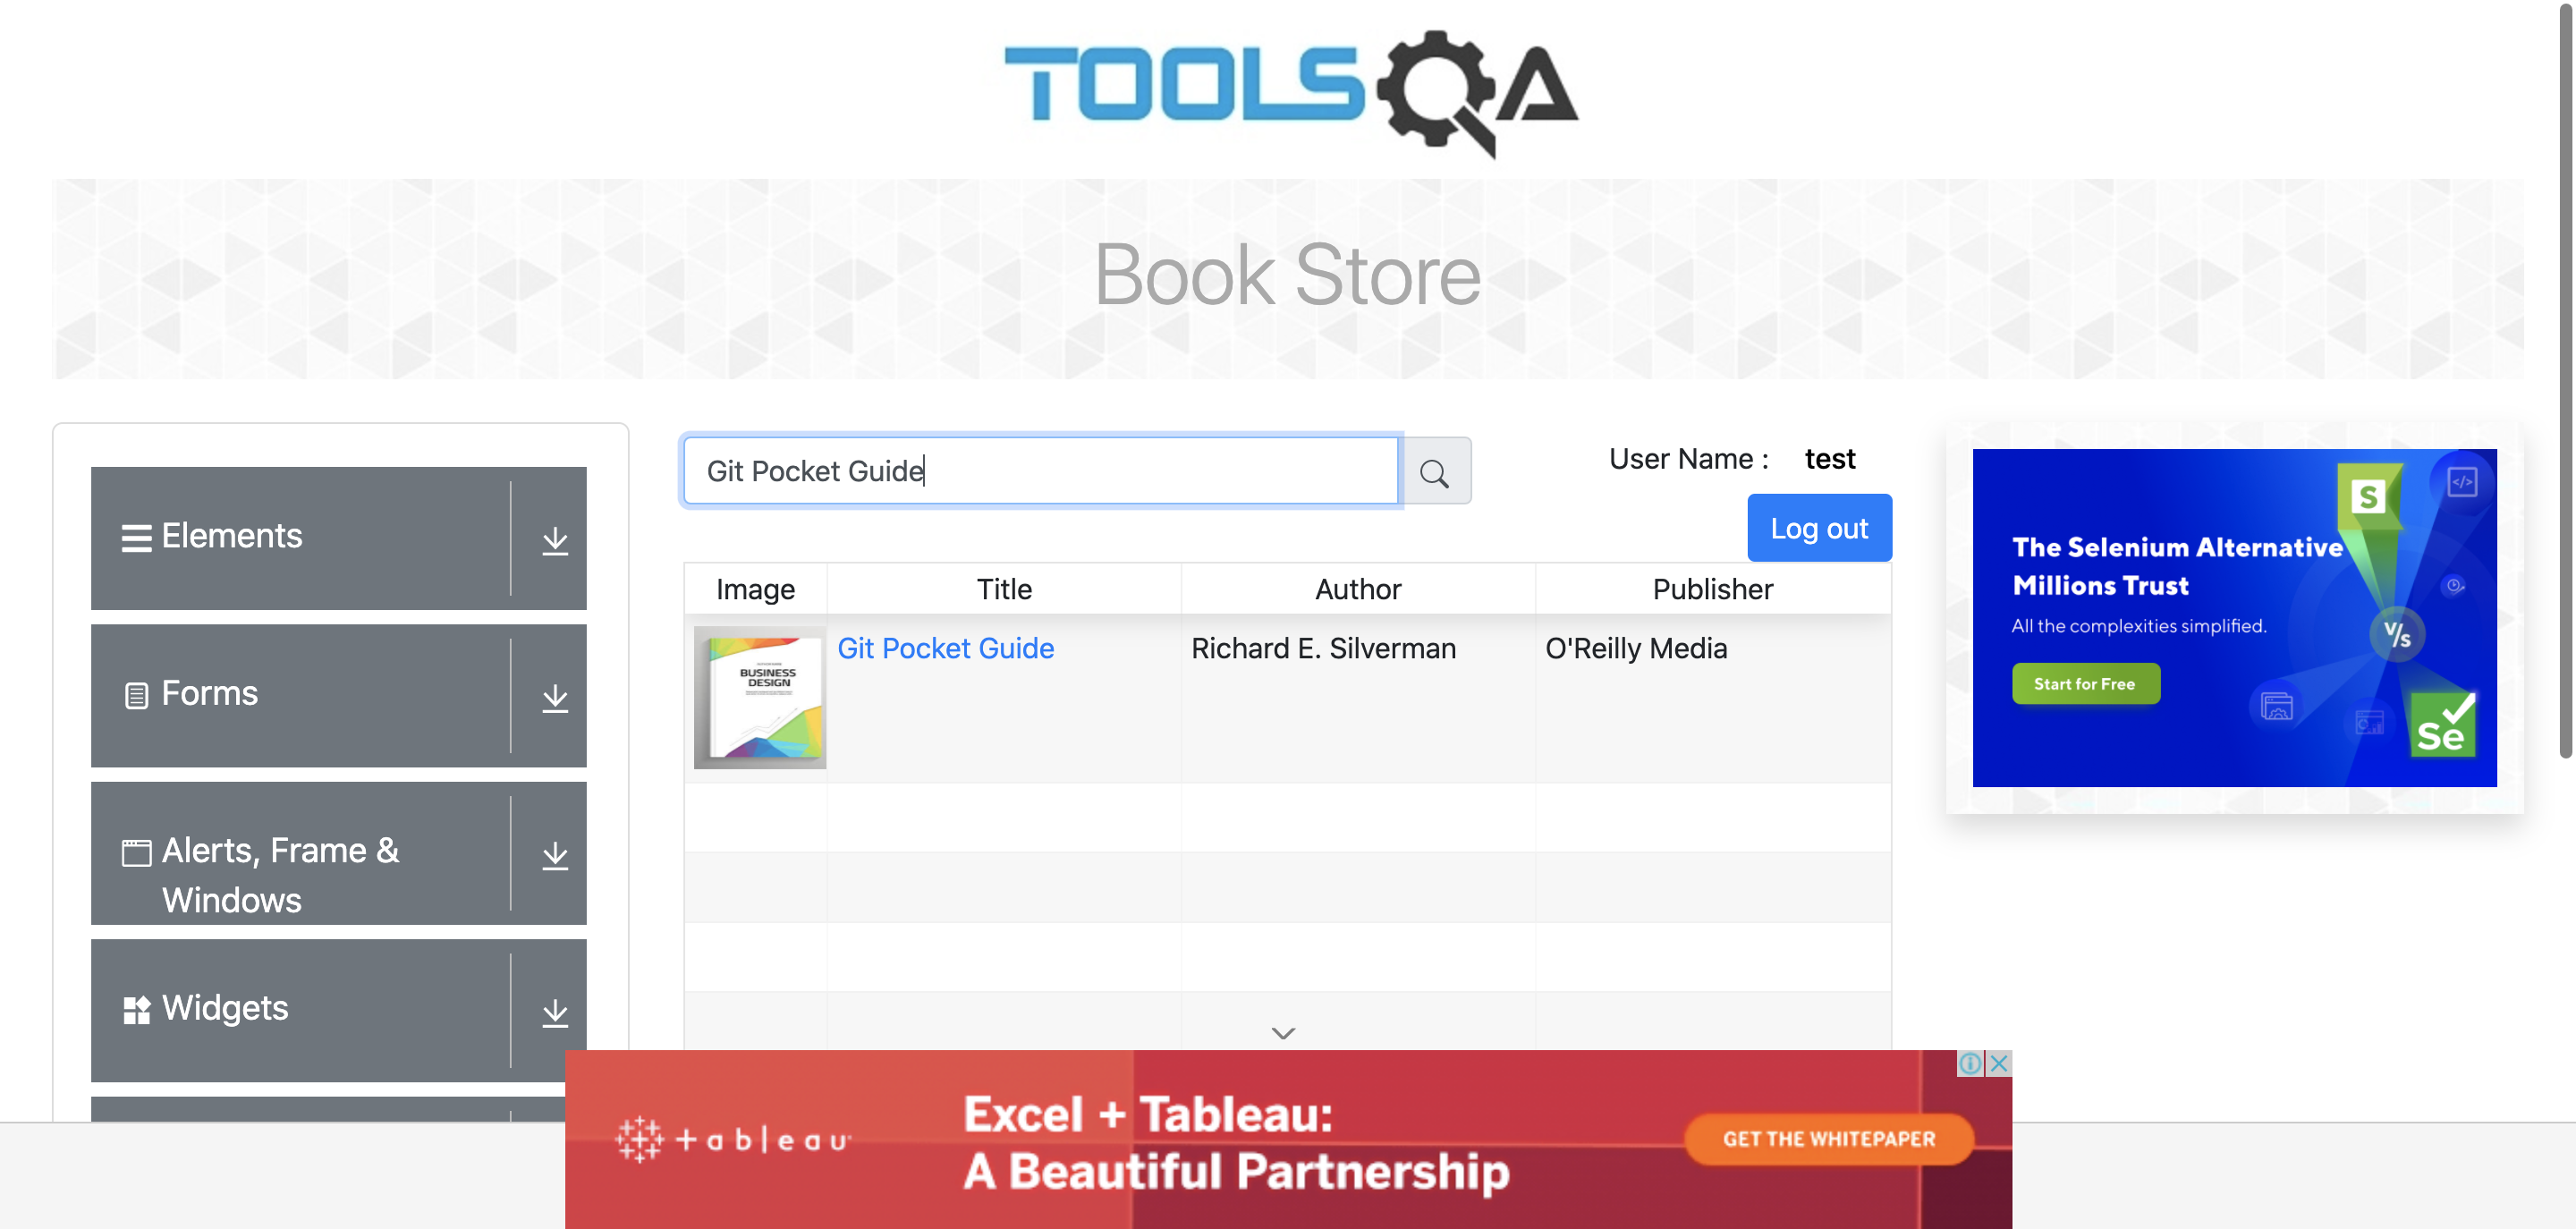 TOOLSQA
Book Store
Elements
Forms
Alerts, Frame &
Windows
Widgets
Git Pocket Guide
User Name : test
Log out
Image Title Author Publisher
BUSINESS
DESIGN
Git Pocket Guide Richard E. Silverman O'Reilly Media
S
</>
The Selenium Alternative
Millions Trust
All the complexities simplified.
V/s
Start for Free
Se
+ableau
Excel + Tableau:
A Beautiful Partnership
GET THE WHITEPAPER